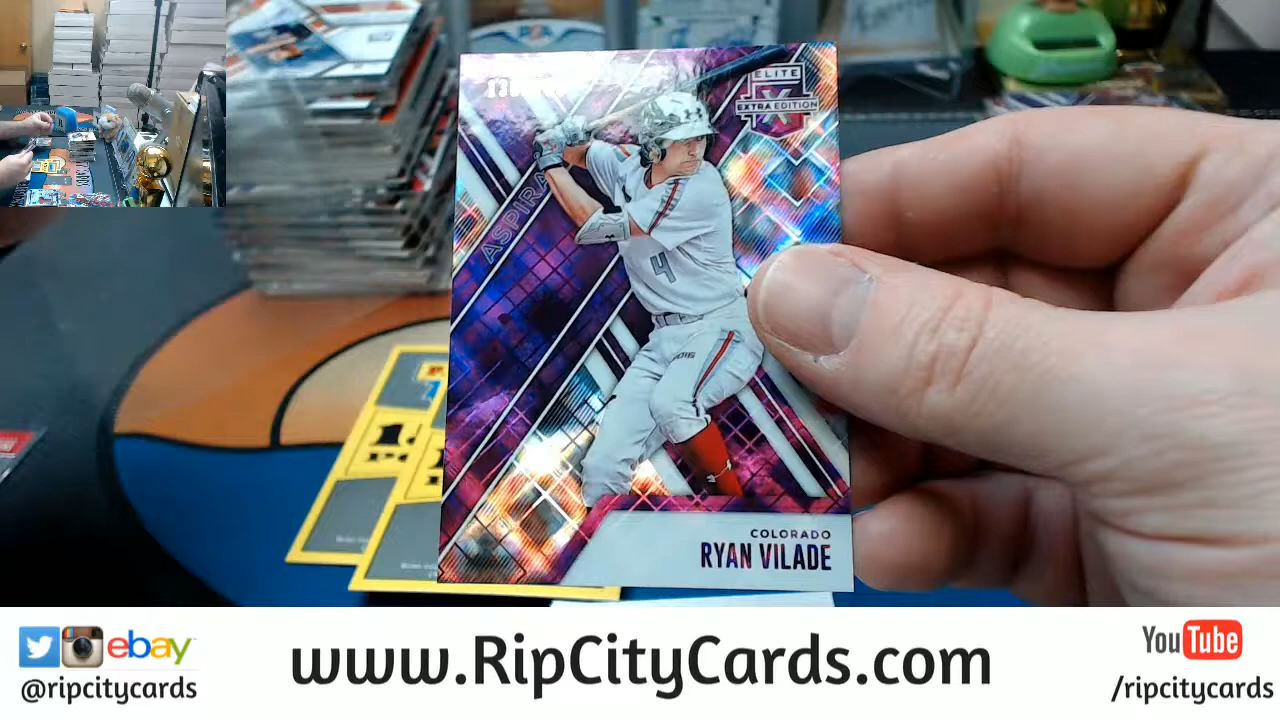 ELITE
EXTRA EDITION
ASPIRA
4
COLORADO
RYAN VILADE
ebay
@ripcitycards
www.RipCityCards.com
YouTube
/ripcitycards